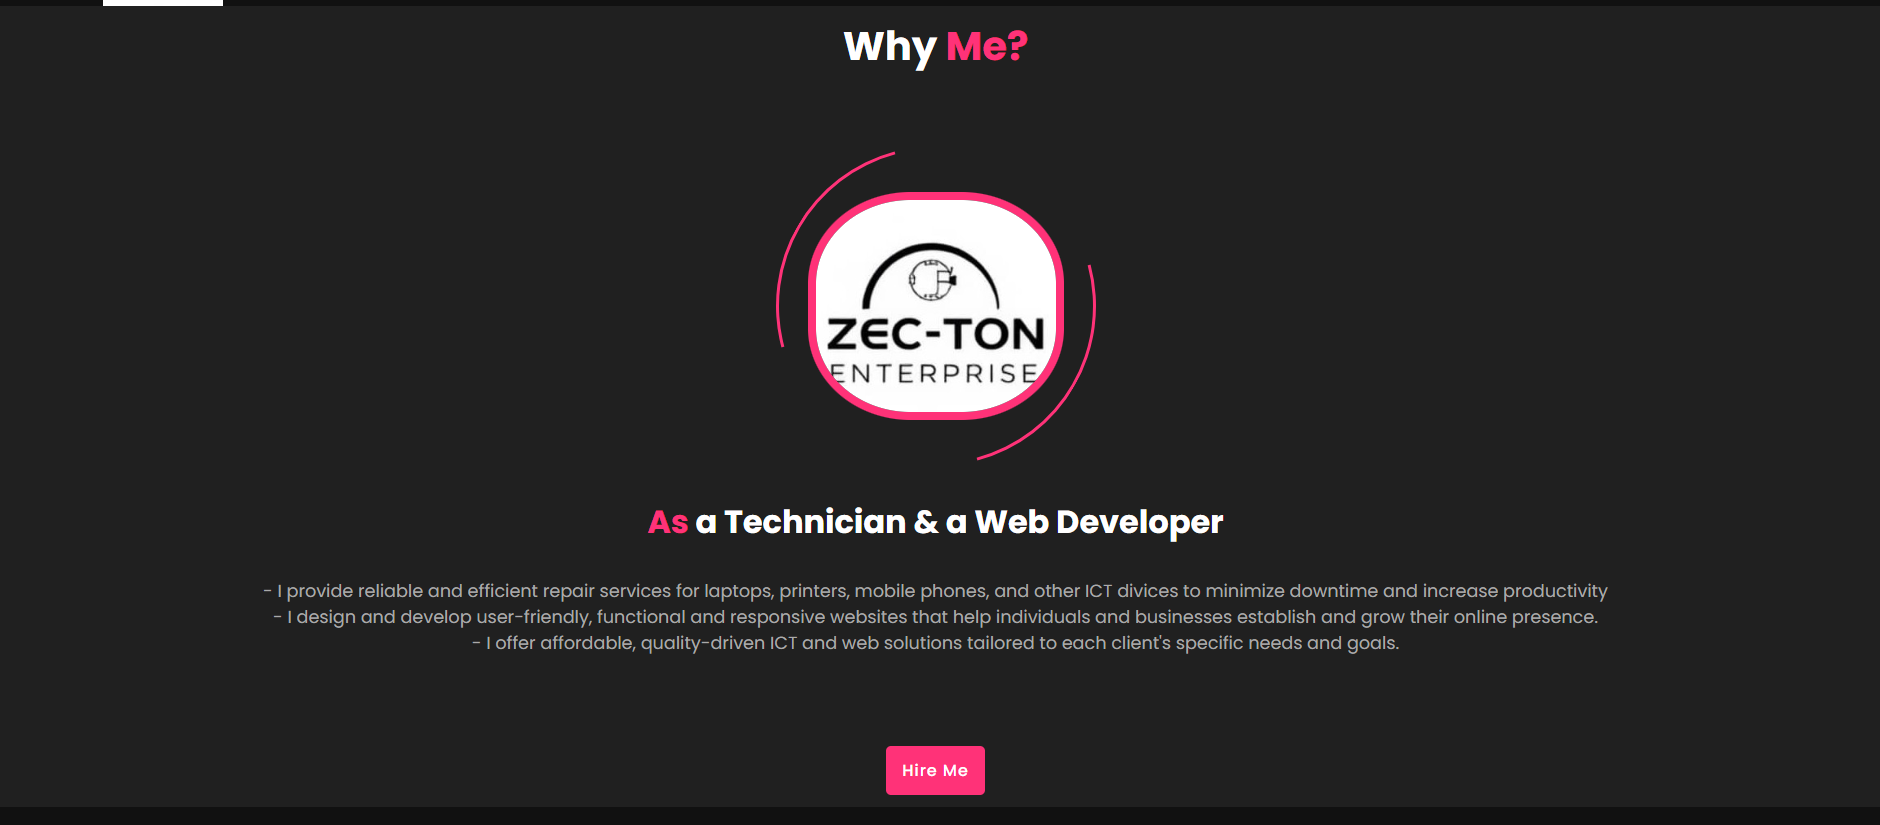 Why Me?
ZEC-TON
ENTERPRISE
As a Technician & a Web Developer
- I provide reliable and efficient repair services for laptops, printers, mobile phones, and other ICT divices to minimize downtime and increase productivity
- I design and develop user-friendly, functional and responsive websites that help individuals and businesses establish and grow their online presence.
- I offer affordable, quality-driven ICT and web solutions tailored to each client's specific needs and goals.
Hire Me